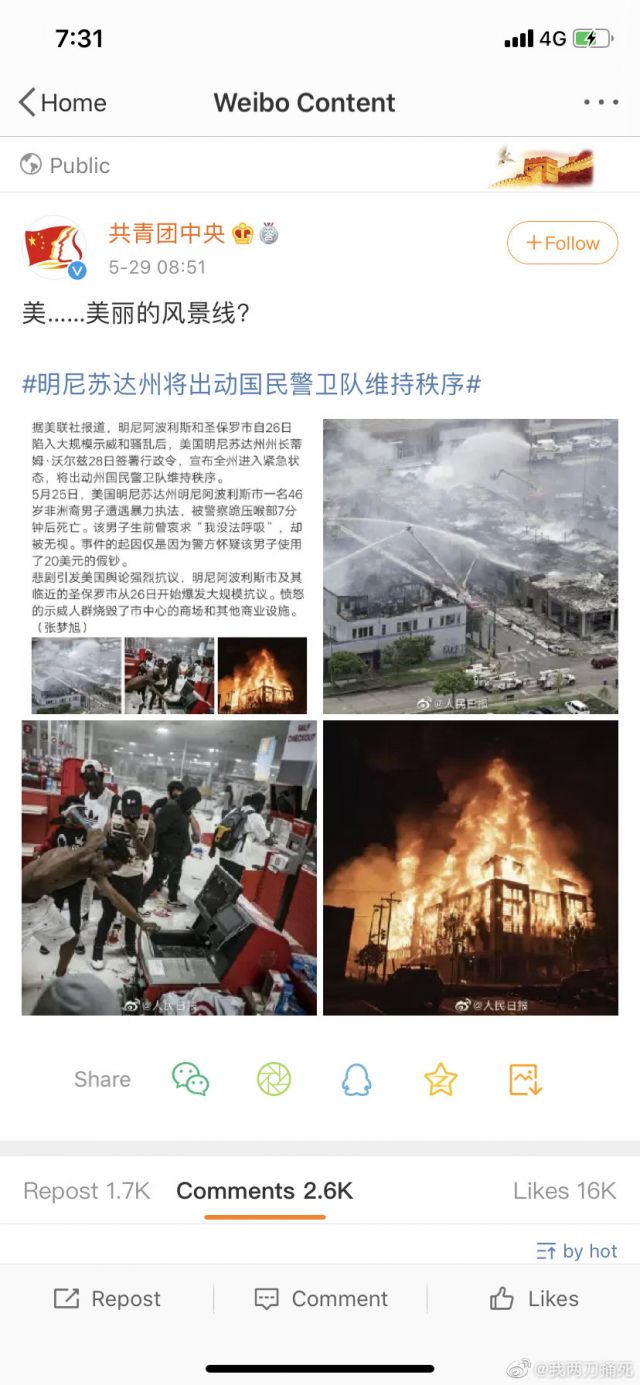 7:31
4G
Home
Weibo Content
Public
共青团中央
5-29 08:51
+Follow
美……美丽的风景线?
#明尼苏达州将出动国民警卫队维持秩序#
据美联社报道，明尼阿波利斯和圣保罗市自26日
陷入大规模示威和骚乱后，美国明尼苏达州州长蒂
姆·沃尔兹28日签署行政令，宣布全州进入紧急状
态，将出动州国民警卫队维持秩序。
5月25日，美国明尼苏达州明尼阿波利斯市一名46
岁非洲裔男子遭遇暴力执法，被警察跪压喉部7分
钟后死亡。该男子生前曾哀求“我没法呼吸”，却
被无视。事件的起因仅是因为警方怀疑该男子使用
了20美元的假钞。
悲剧引发美国舆论强烈抗议，明尼阿波利斯市及其
临近的圣保罗市从26日开始爆发大规模抗议。愤怒
的示威人群烧毁了市中心的商场和其他商业设施。
（张梦旭）
@人民日报
CHECKOUT
@人民日报
@人民日报
Share
Repost 1.7K
Comments 2.6K
Likes 16K
by hot
Repost
Comment
Likes
@我两刀捅死